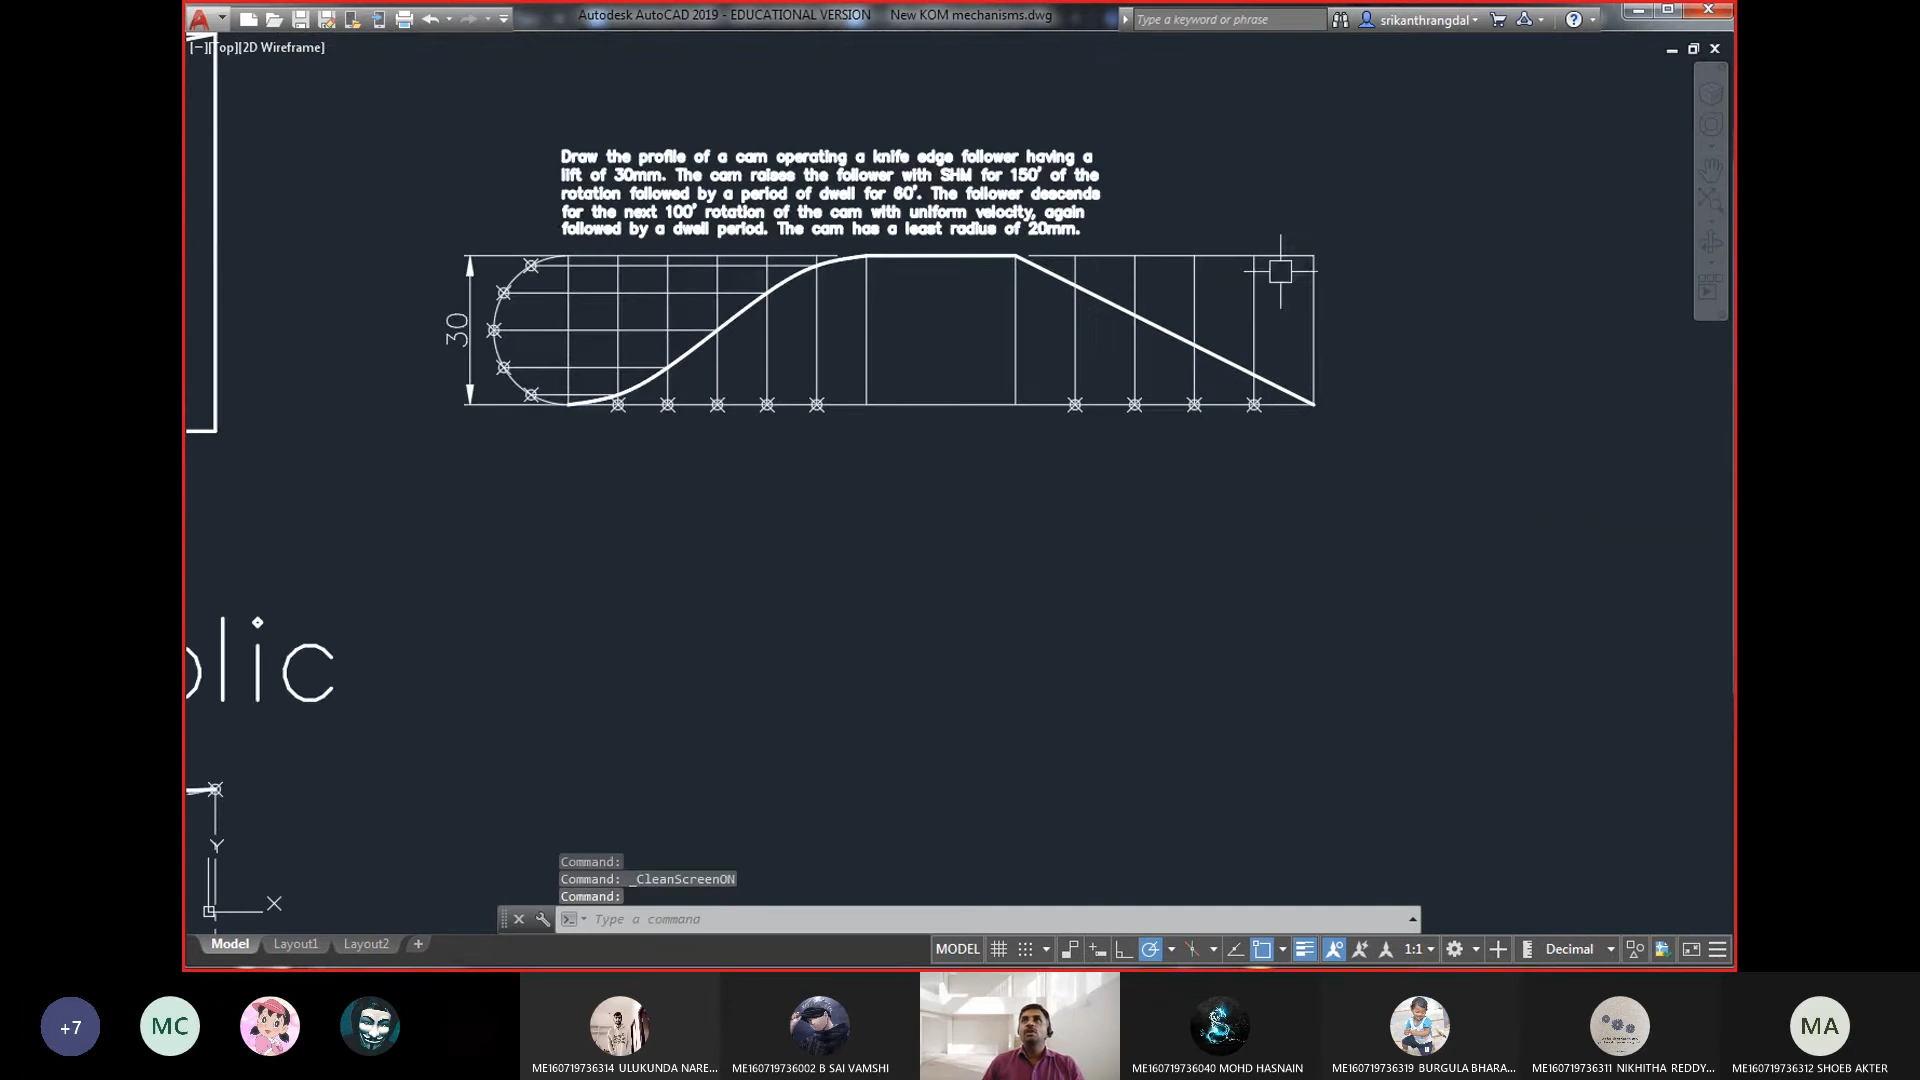 Autodesk AutoCAD 2019 - EDUCATIONAL VERSION New KOM mechanisms.dwg
Type a keyword or phrase
srikanthrangdal
[−][Top][2D Wireframe]
Draw the profile of a cam operating a knife edge follower having a
lift of 30mm. The cam raises the follower with SHM for 150° of the
rotation followed by a period of dwell for 60°. The follower descends
for the next 100° rotation of the cam with uniform velocity, again
followed by a dwell period. The cam has a least radius of 20mm.
30
olic
Y
X
Command:
Command: _CleanScreenON
Command:
Type a command
Model Layout1 Layout2 +
MODEL 1:1 Decimal
+7
MC
MA
ME160719736314 ULUKUNDA NARE...
ME160719736002 B SAI VAMSHI
ME160719736040 MOHD HASNAIN
ME160719736319 BURGULA BHARA...
ME160719736311 NIKHITHA REDDY...
ME160719736312 SHOEB AKTER